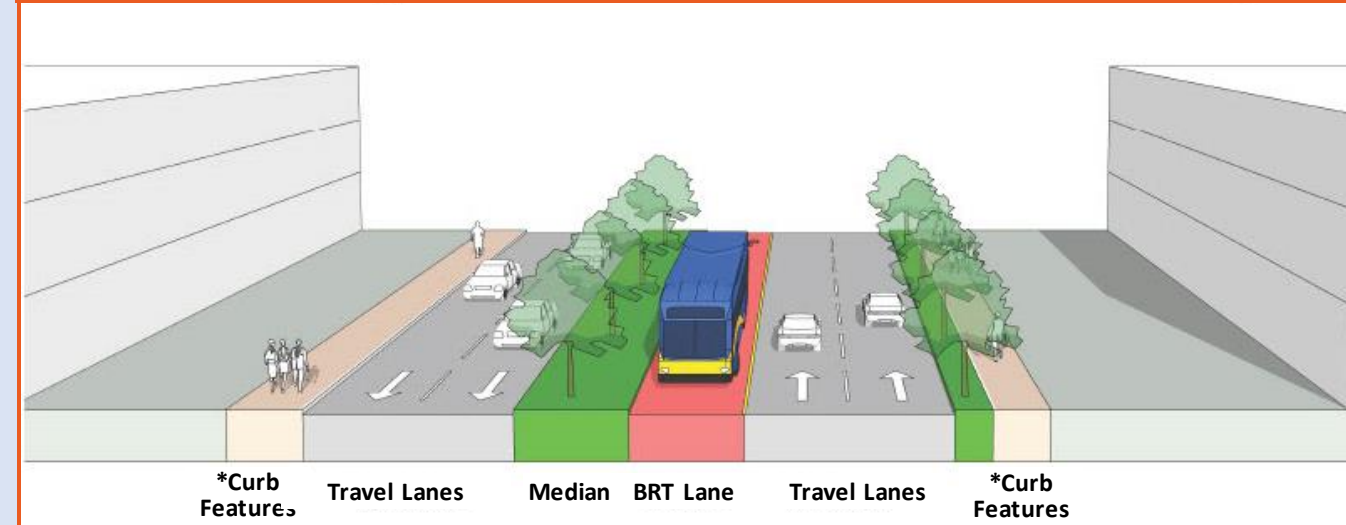 *Curb
Features
Travel Lanes
Median
BRT Lane
Travel Lanes
*Curb
Features